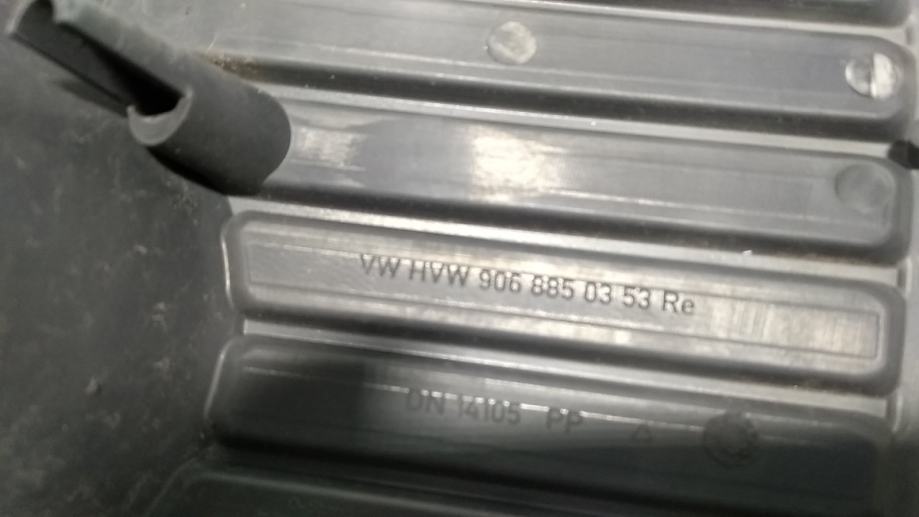 VW HVW 906 885 03 53 Re
DN 14105 PP